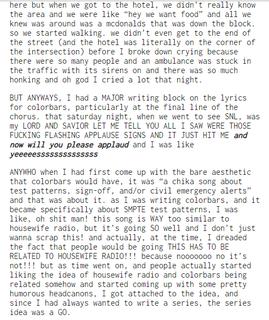 here but when we got to the hotel, we didn't really know
the area and we were like "hey we want food" and all we
knew was around was a mcdonalds that was down the block.
so we started walking. we didn't even get to the end of
the street (and the hotel was literally on the corner of
the intersection) before I broke down crying because
there were so many people and an ambulance was stuck in
the traffic with its sirens on and there was so much
honking and oh god I cried a lot that night.
BUT ANYWAYS, i had a MAJOR writing block on the lyrics
for colorbars, particularly at the final line of the
chorus. that saturday night, when we went to see SNL, was
my LORD AND SAVIOR LET ME TELL YOU ALL I SAW WERE THOSE
FUCKING FLASHING APPLAUSE SIGNS AND IT JUST HIT ME and
now will you please applaud and I was like
yeeeeessssssssssssss
ANYWHO when I had first come up with the bare aesthetic
that colorbars would have, it was "a chika song about
test patterns, sign-off, and/or civil emergency alerts"
and that was about it. as I was writing colorbars, and it
became specifically about SMPTE test patterns, I was
like, oh shit man! this song is WAY too similar to
housewife radio, but it's going SO well and I don't just
wanna scrap this! and actually, at the time, I dreaded
the fact that people would be going THIS HAS TO BE
RELATED TO HOUSEWIFE RADIO!!! because nooooooo no it's
not!!! but as time went on, and people actually started
liking the idea of housewife radio and colorbars being
related somehow and started coming up with some pretty
humorous headcanons, I got attached to the idea, and
since I had always wanted to write a series, the series
idea was a GO.